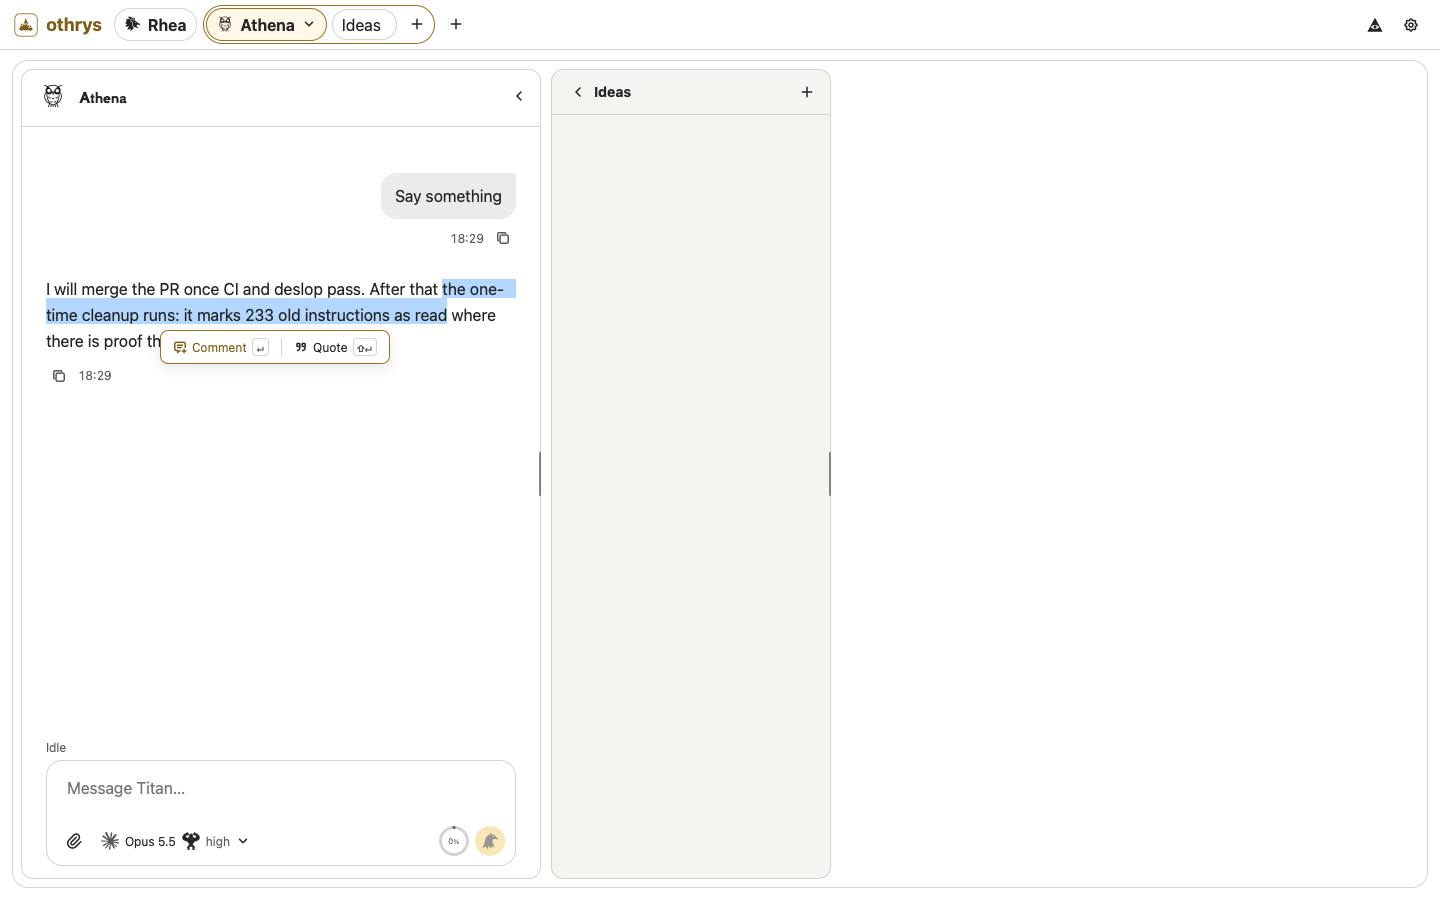 othrys
Rhea
Athena
Ideas
Athena
Ideas
Say something
18:29
I will merge the PR once CI and deslop pass. After that the one-
time cleanup runs: it marks 233 old instructions as read where
there is proof th
Comment
Quote
18:29
Idle
Message Titan...
Opus 5.5
high
0%